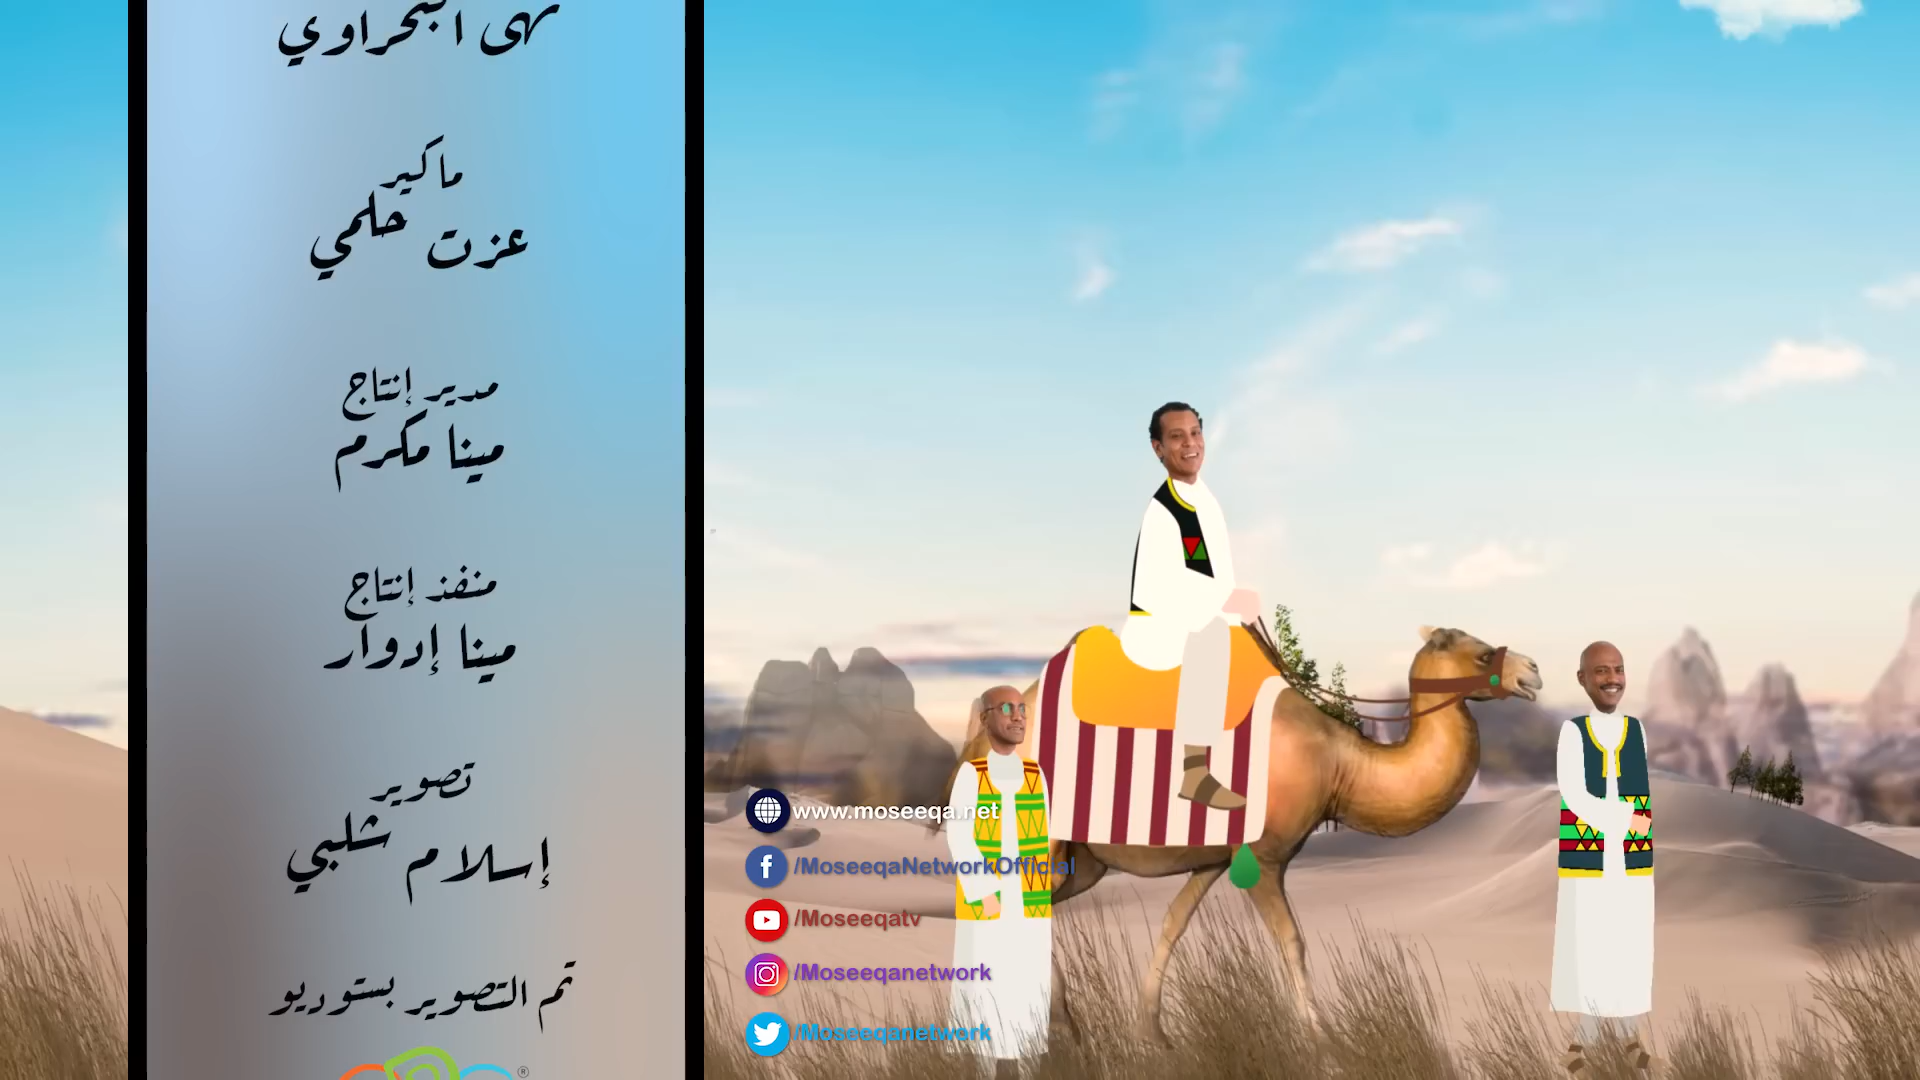 نهى البحراوي
ماكير
عزت حلمي
مدير إنتاج
مينا مكرم
منفذ إنتاج
مينا إدوار
تصوير
إسلام شلبي
تم التصوير بستوديو
®
www.moseeqa.net
/MoseeqaNetworkOfficial
/Moseeqatv
/Moseeqanetwork
/Moseeqanetwork